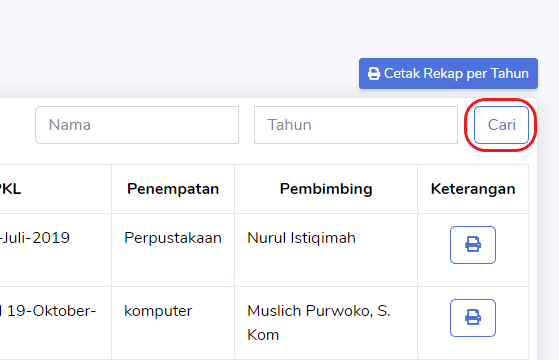 Cetak Rekap per Tahun
Nama Tahun Cari
PKL Penempatan Pembimbing Keterangan
-Juli-2019 Perpustakaan Nurul Istiqimah
19-Oktober- komputer Muslich Purwoko, S.
Kom